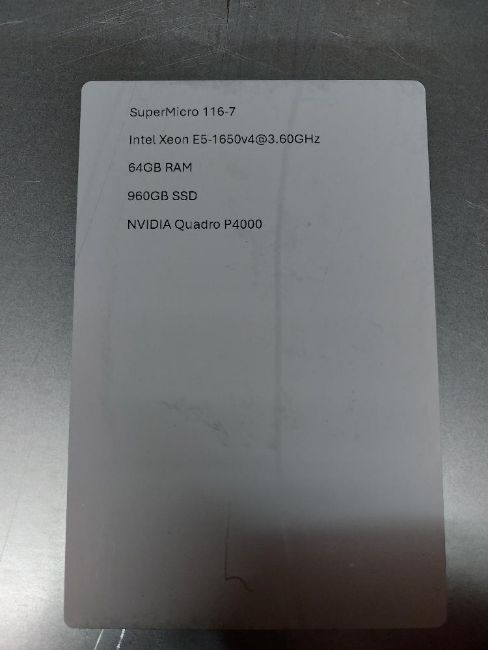 SuperMicro 116-7
Intel Xeon E5-1650v4@3.60GHz
64GB RAM
960GB SSD
NVIDIA Quadro P4000